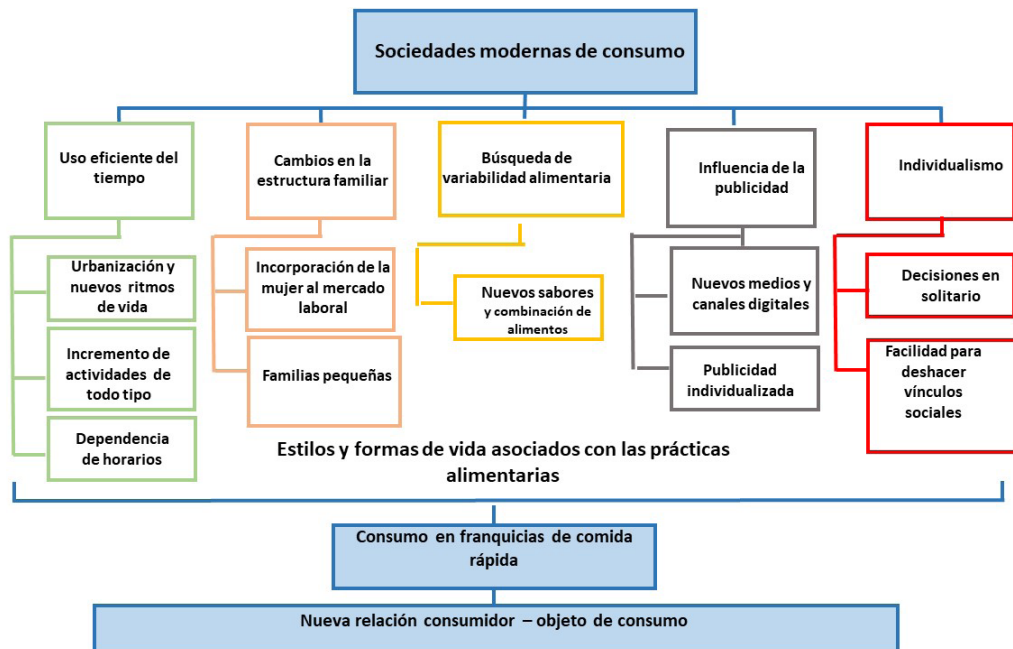 Sociedades modernas de consumo
Uso eficiente del
tiempo
Cambios en la
estructura familiar
Búsqueda de
variabilidad alimentaria
Influencia de la
publicidad
Individualismo
Urbanización y
nuevos ritmos
de vida
Incremento de
actividades de
todo tipo
Dependencia
de horarios
Incorporación de la
mujer al mercado
laboral
Familias pequeñas
Nuevos sabores
y combinación de
alimentos
Nuevos medios y
canales digitales
Publicidad
individualizada
Decisiones en
solitario
Facilidad para
deshacer
vínculos
sociales
Estilos y formas de vida asociados con las prácticas
alimentarias
Consumo en franquicias de comida
rápida
Nueva relación consumidor – objeto de consumo